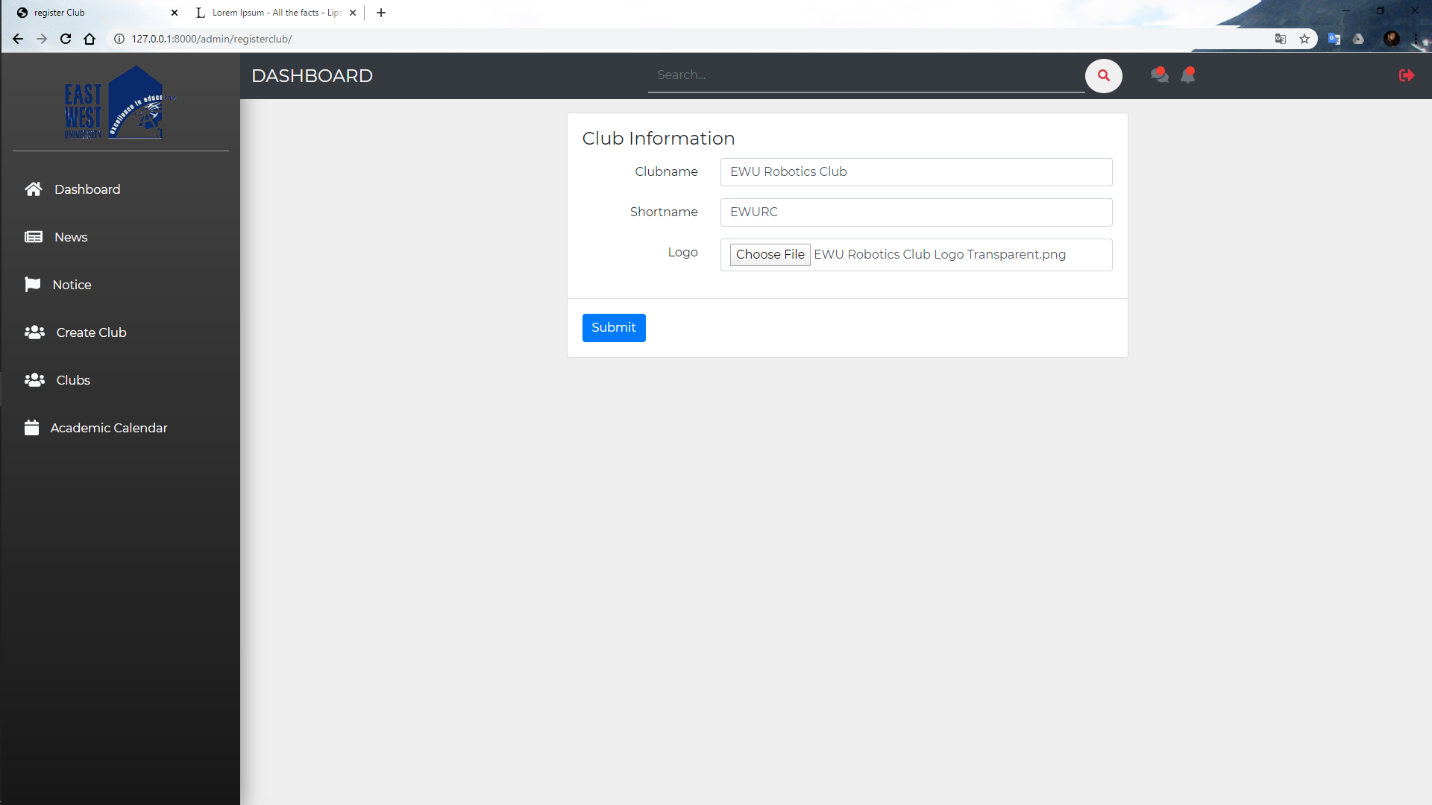 register Club
Lorem Ipsum - All the facts - Lips
127.0.0.1:8000/admin/registerclub/
EAST
WEST
UNIVERSITY
excellence in educa
DASHBOARD
Search...
Dashboard
News
Notice
Create Club
Clubs
Academic Calendar
Club Information
Clubname
EWU Robotics Club
Shortname
EWURC
Logo
Choose File EWU Robotics Club Logo Transparent.png
Submit